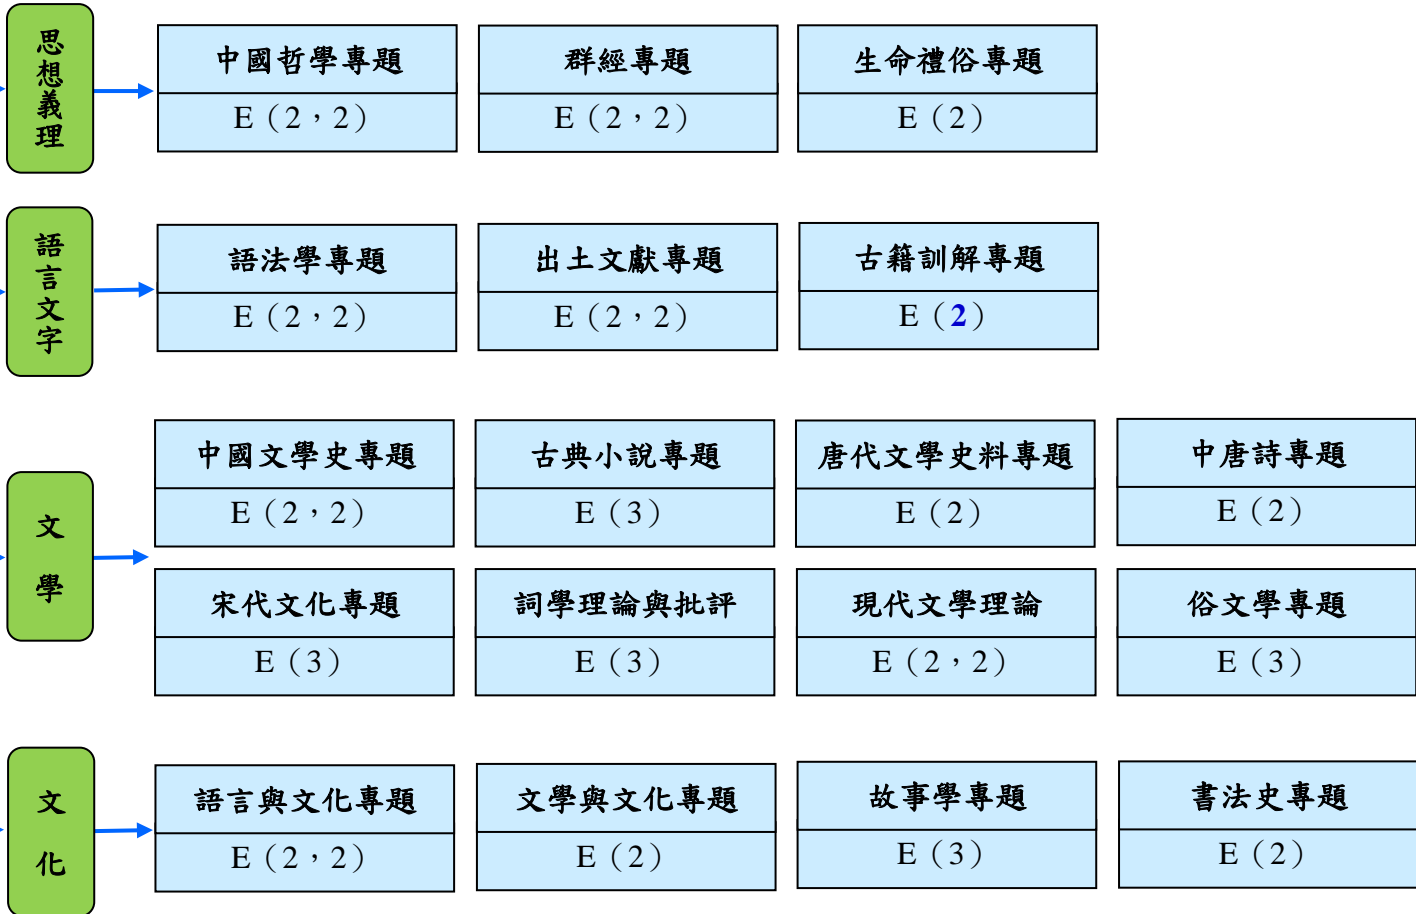 思想義理
中國哲學專題
E（2，2）
群經專題
E（2，2）
生命禮俗專題
E（2）
語言文字
語法學專題
E（2，2）
出土文獻專題
E（2，2）
古籍訓解專題
E（2）
文學
中國文學史專題
E（2，2）
古典小說專題
E（3）
唐代文學史料專題
E（2）
中唐詩專題
E（2）
宋代文化專題
E（3）
詞學理論與批評
E（3）
現代文學理論
E（2，2）
俗文學專題
E（3）
文化
語言與文化專題
E（2，2）
文學與文化專題
E（2）
故事學專題
E（3）
書法史專題
E（2）